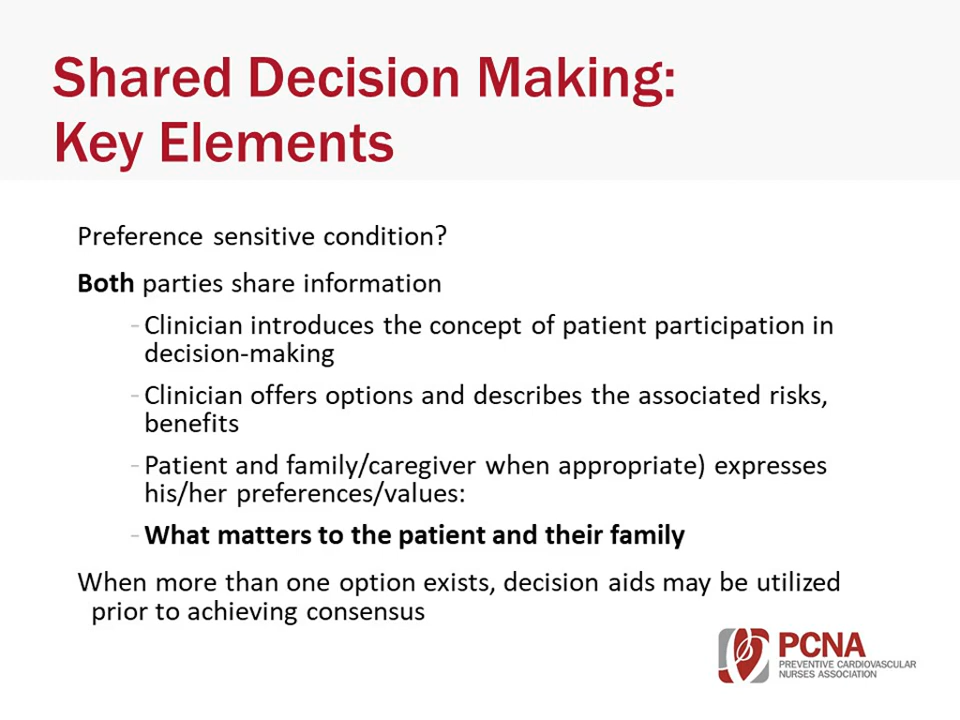 Shared Decision Making:
Key Elements
Preference sensitive condition?
Both parties share information
- Clinician introduces the concept of patient participation in
decision-making
- Clinician offers options and describes the associated risks,
benefits
- Patient and family/caregiver when appropriate) expresses
his/her preferences/values:
- What matters to the patient and their family
When more than one option exists, decision aids may be utilized
prior to achieving consensus
PCNA
PREVENTIVE CARDIOVASCULAR
NURSES ASSOCIATION